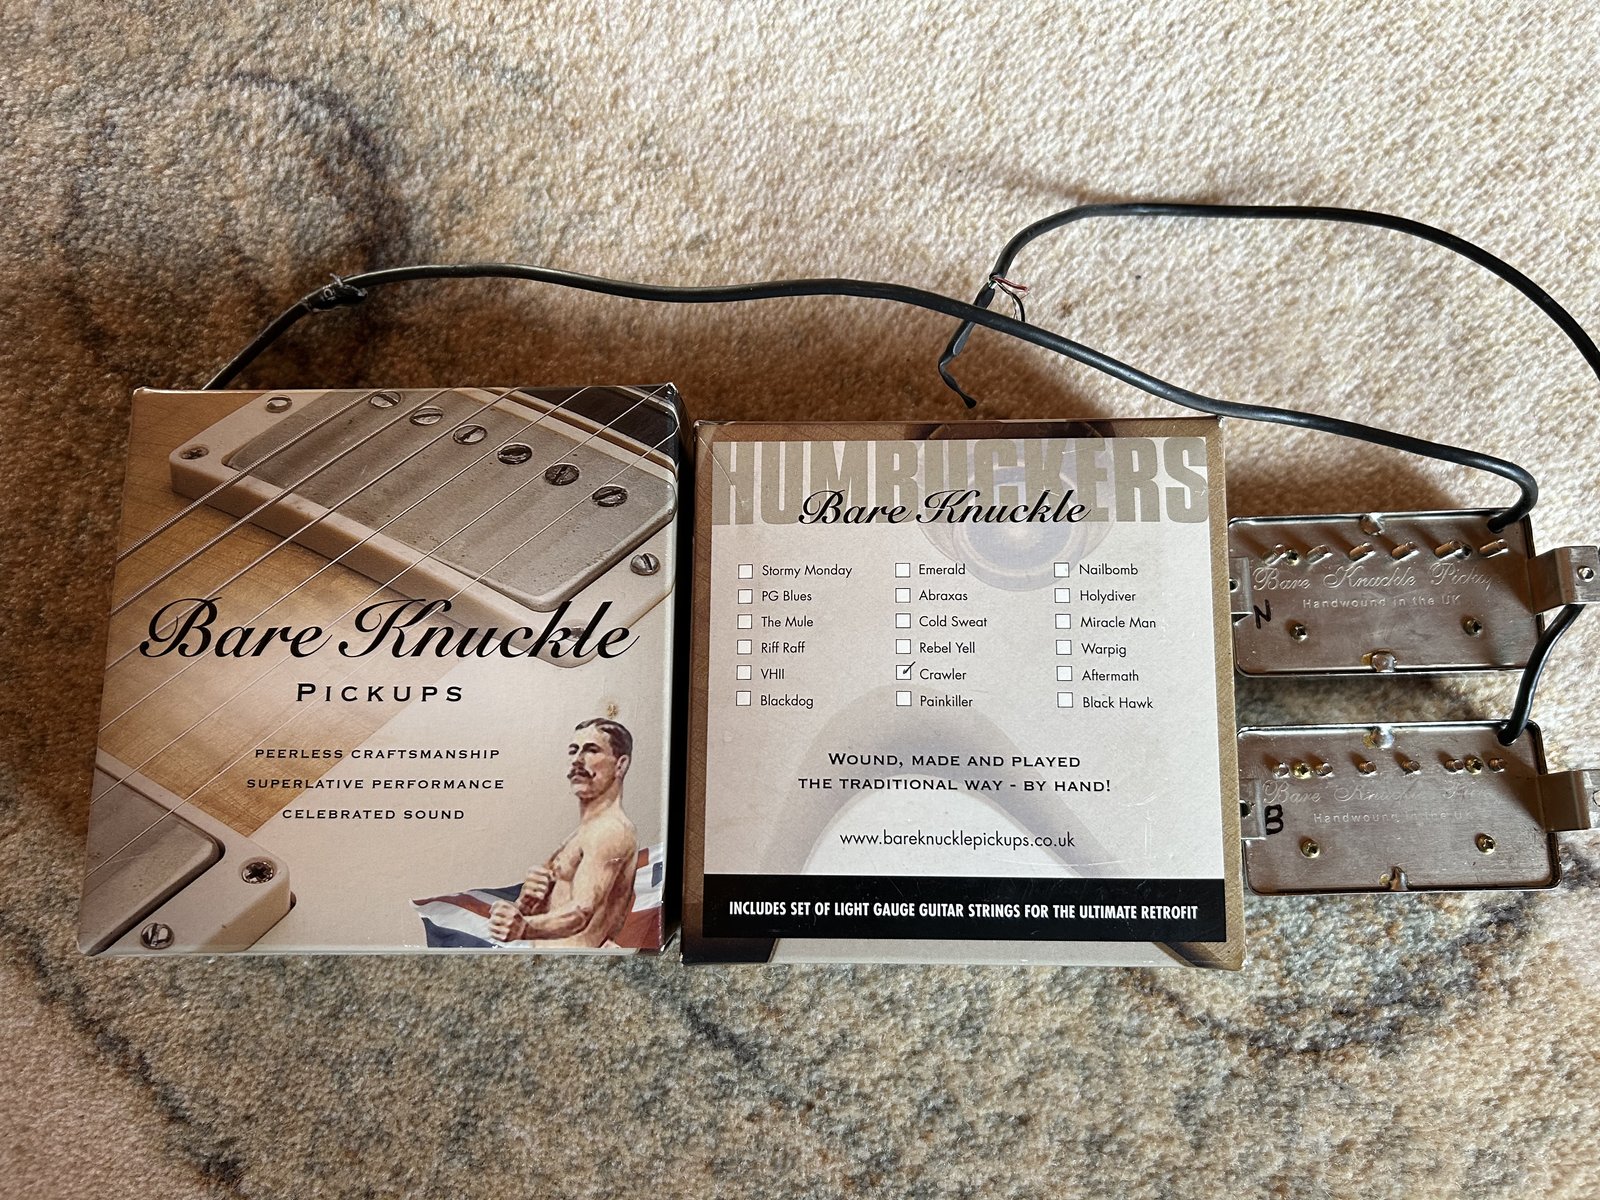 Bare Knuckle
PICKUPS
PEERLESS CRAFTSMANSHIP
SUPERLATIVE PERFORMANCE
CELEBRATED SOUND
HUMBUCKERS
Bare Knuckle
Stormy Monday
PG Blues
The Mule
Riff Raff
VHII
Blackdog
Emerald
Abraxas
Cold Sweat
Rebel Yell
Crawler
Painkiller
Nailbomb
Holydiver
Miracle Man
Warpig
Aftermath
Black Hawk
WOUND, MADE AND PLAYED
THE TRADITIONAL WAY - BY HAND!
www.bareknucklepickups.co.uk
INCLUDES SET OF LIGHT GAUGE GUITAR STRINGS FOR THE ULTIMATE RETROFIT
Bare Knuckle Pickups
Handwound in the UK
N
Bare Knuckle
Handwound in the UK
B